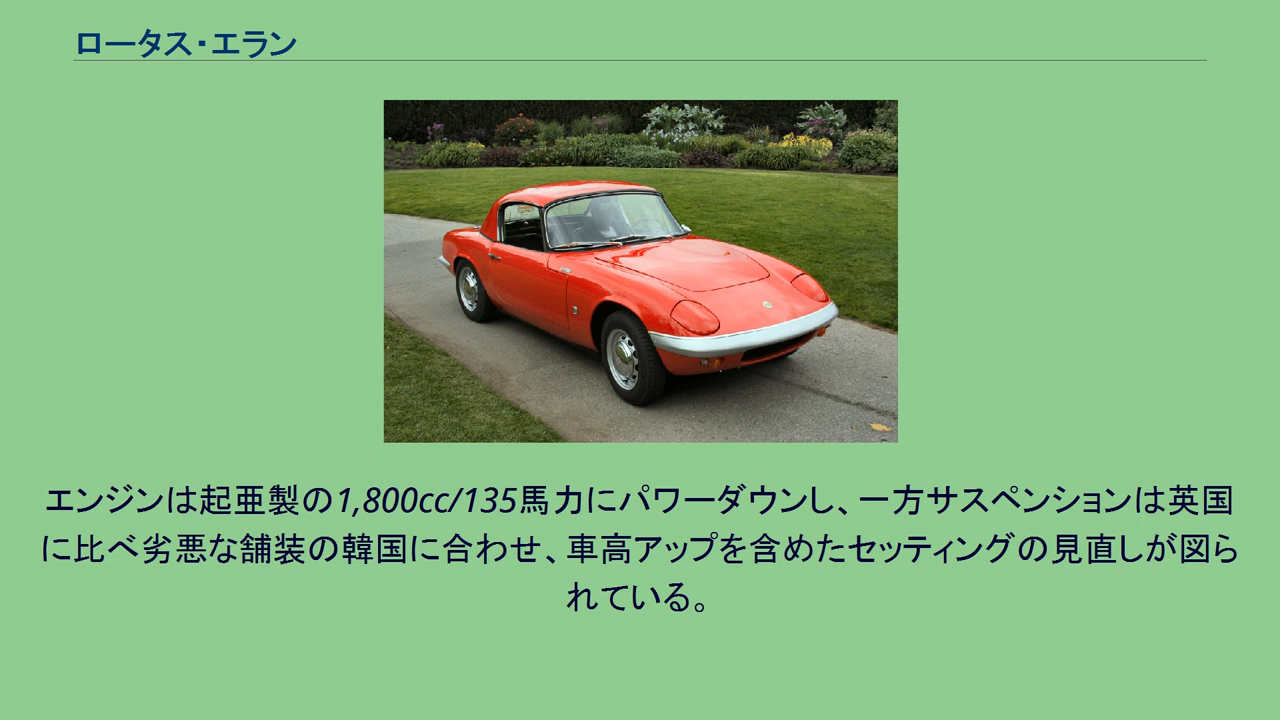 ロータス・エラン
エンジンは起亜製の1,800cc/135馬力にパワーダウンし、一方サスペンションは英国
に比べ劣悪な舗装の韓国に合わせ、車高アップを含めたセッティングの見直しが図ら
れている。